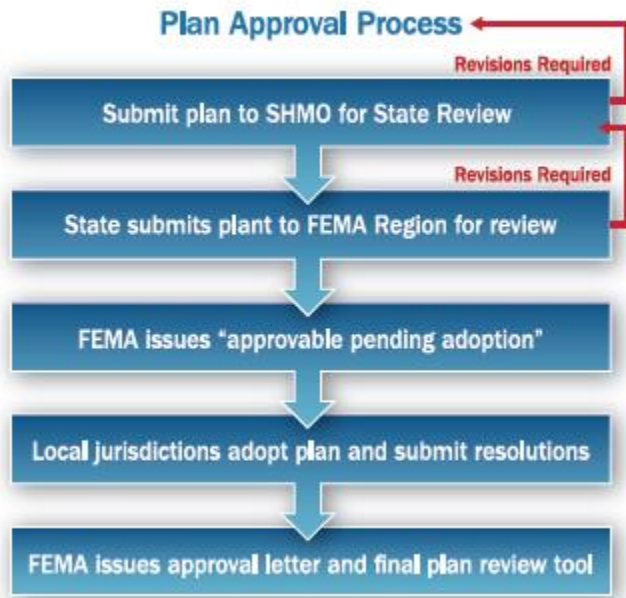 Plan Approval Process
Revisions Required
Submit plan to SHMO for State Review
Revisions Required
State submits plant to FEMA Region for review
FEMA issues “approvable pending adoption”
Local jurisdictions adopt plan and submit resolutions
FEMA issues approval letter and final plan review tool